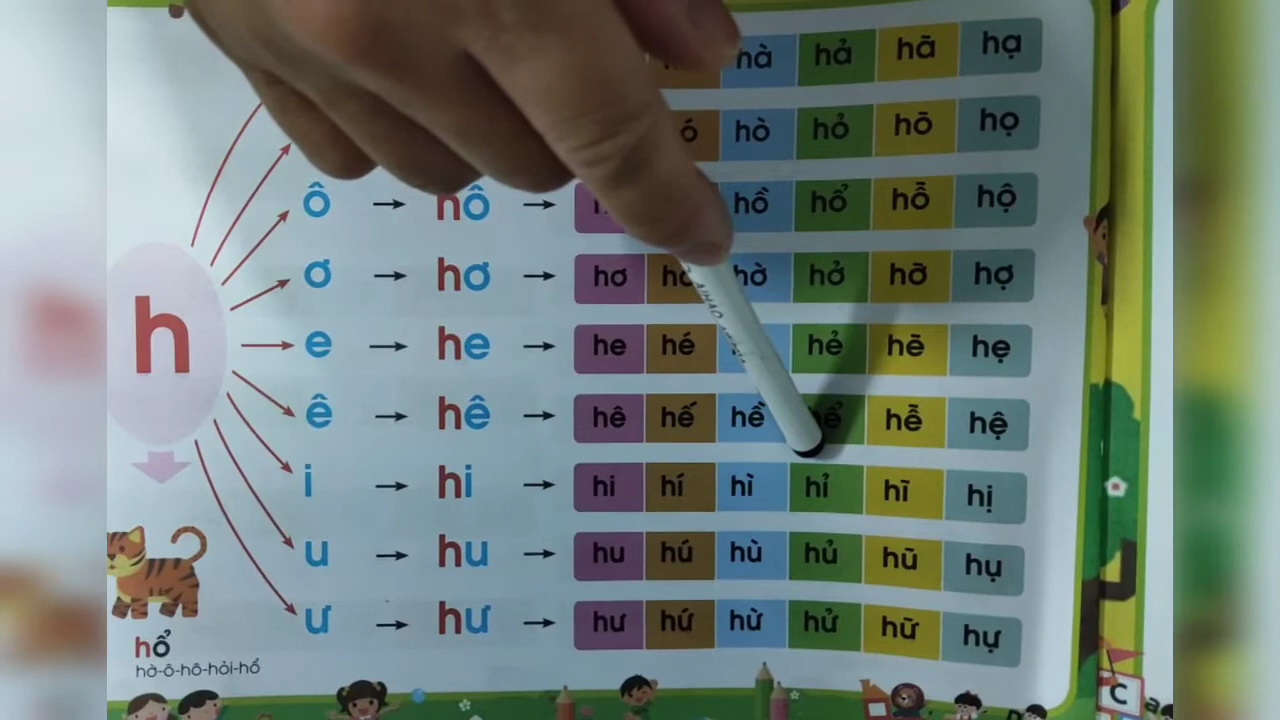 hà hả hã hạ
hò hỏ hõ họ
ô → hô → hồ hổ hỗ hộ
ơ → hơ → hơ hờ hở hỡ hợ
h
e → he → he hé hẻ hẽ hẹ
ê → hê → hê hế hề hể hễ hệ
i → hi → hi hí hì hỉ hĩ hị
u → hu → hu hú hù hủ hũ hụ
ư → hư → hư hứ hừ hử hữ hự
hổ
hờ-ô-hô-hỏi-hổ
C